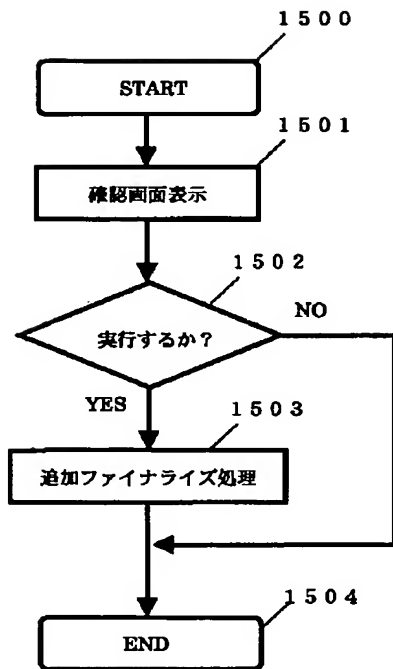 １５００
START
１５０１
確認画面表示
１５０２
実行するか？
NO
YES
１５０３
追加ファイナライズ処理
１５０４
END